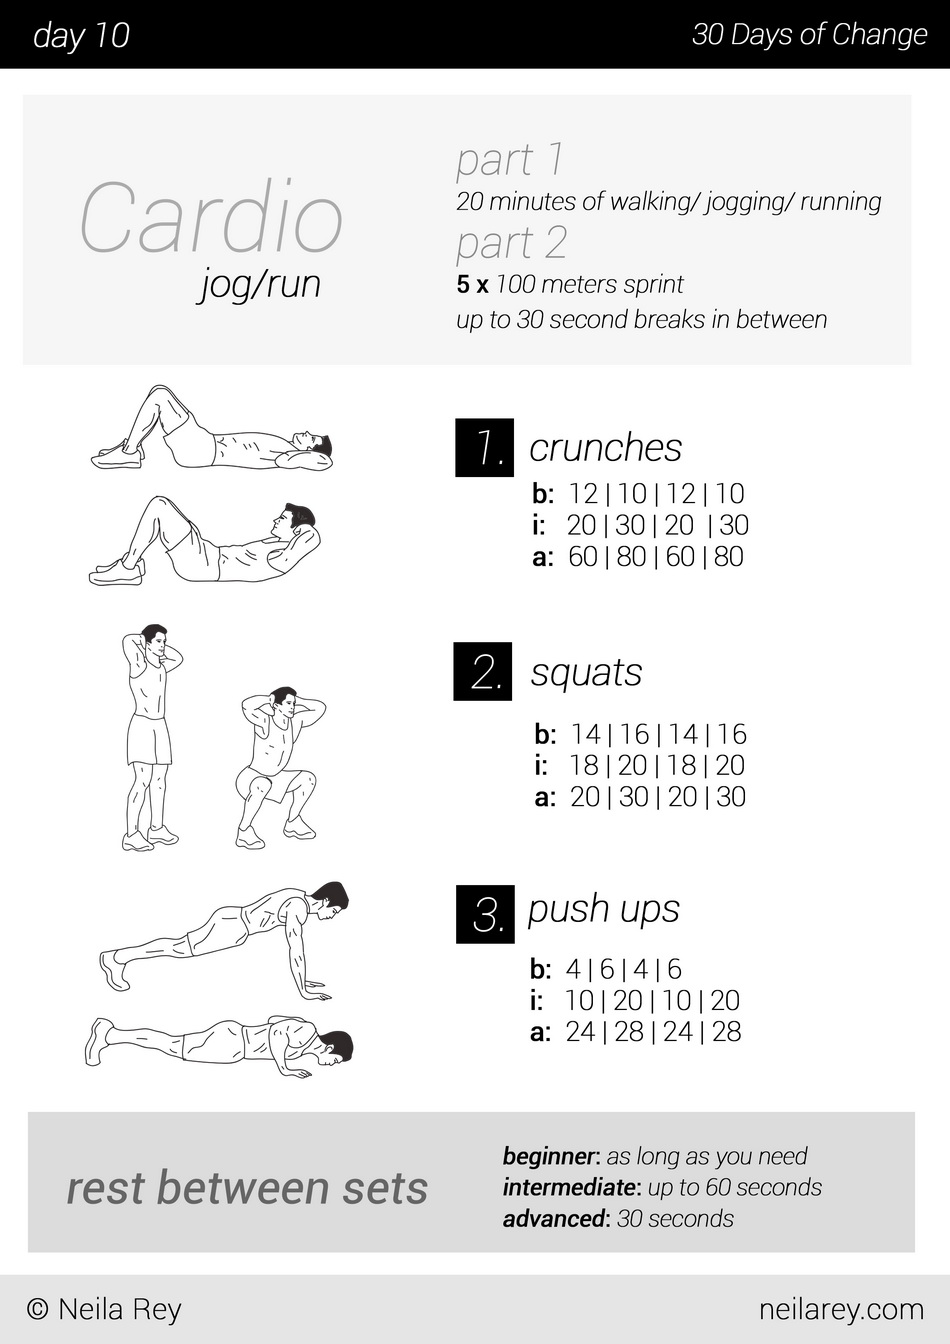 day 10
30 Days of Change
Cardio
jog/run
part 1
20 minutes of walking/ jogging/ running
part 2
5 x 100 meters sprint
up to 30 second breaks in between
1. crunches
b: 12 | 10 | 12 | 10
i: 20 | 30 | 20 | 30
a: 60 | 80 | 60 | 80
2. squats
b: 14 | 16 | 14 | 16
i: 18 | 20 | 18 | 20
a: 20 | 30 | 20 | 30
3. push ups
b: 4 | 6 | 4 | 6
i: 10 | 20 | 10 | 20
a: 24 | 28 | 24 | 28
rest between sets
beginner: as long as you need
intermediate: up to 60 seconds
advanced: 30 seconds
© Neila Rey
neilarey.com